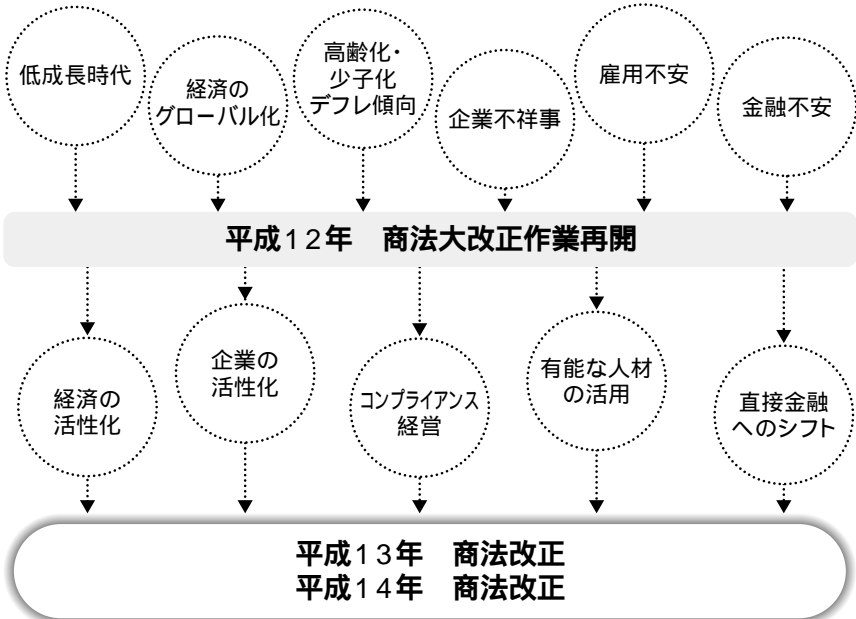 低成長時代
経済の
グローバル化
高齢化・
少子化
デフレ傾向
企業不祥事
雇用不安
金融不安
平成１２年　商法大改正作業再開
経済の
活性化
企業の
活性化
コンプライアンス
経営
有能な人材
の活用
直接金融
へのシフト
平成１３年　商法改正
平成１４年　商法改正